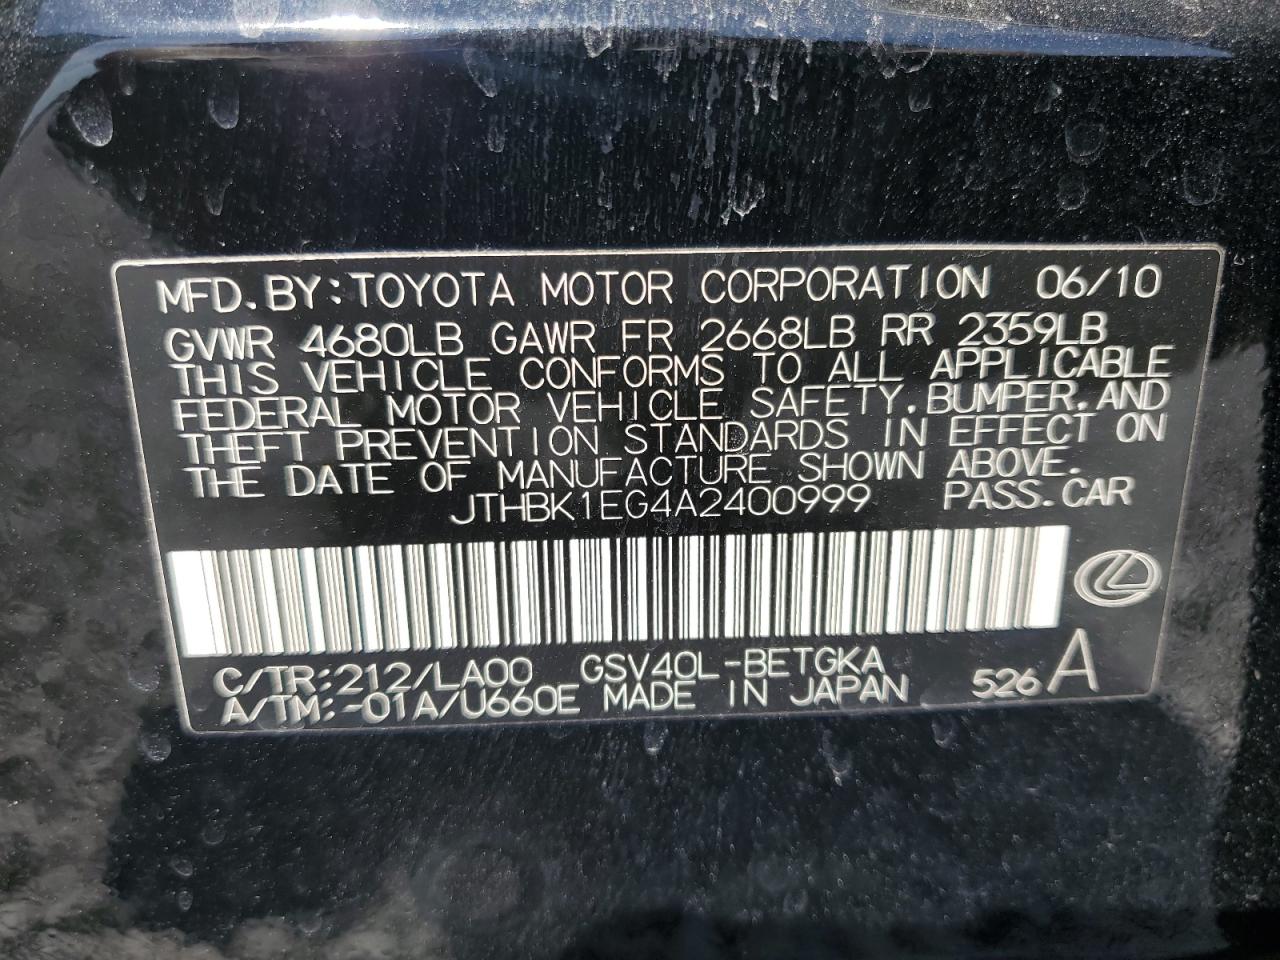 MFD. BY: TOYOTA MOTOR CORPORATION 06/10
GVWR 4680LB GAWR FR 2668LB RR 2359LB
THIS VEHICLE CONFORMS TO ALL APPLICABLE
FEDERAL MOTOR VEHICLE SAFETY, BUMPER, AND
THEFT PREVENTION STANDARDS IN EFFECT ON
THE DATE OF MANUFACTURE SHOWN ABOVE.
JTHBK1EG4A2400999 PASS. CAR
C/TR: 212/LA00 GSV40L-BETGKA
A/TM: -01A/U660E MADE IN JAPAN 526 A